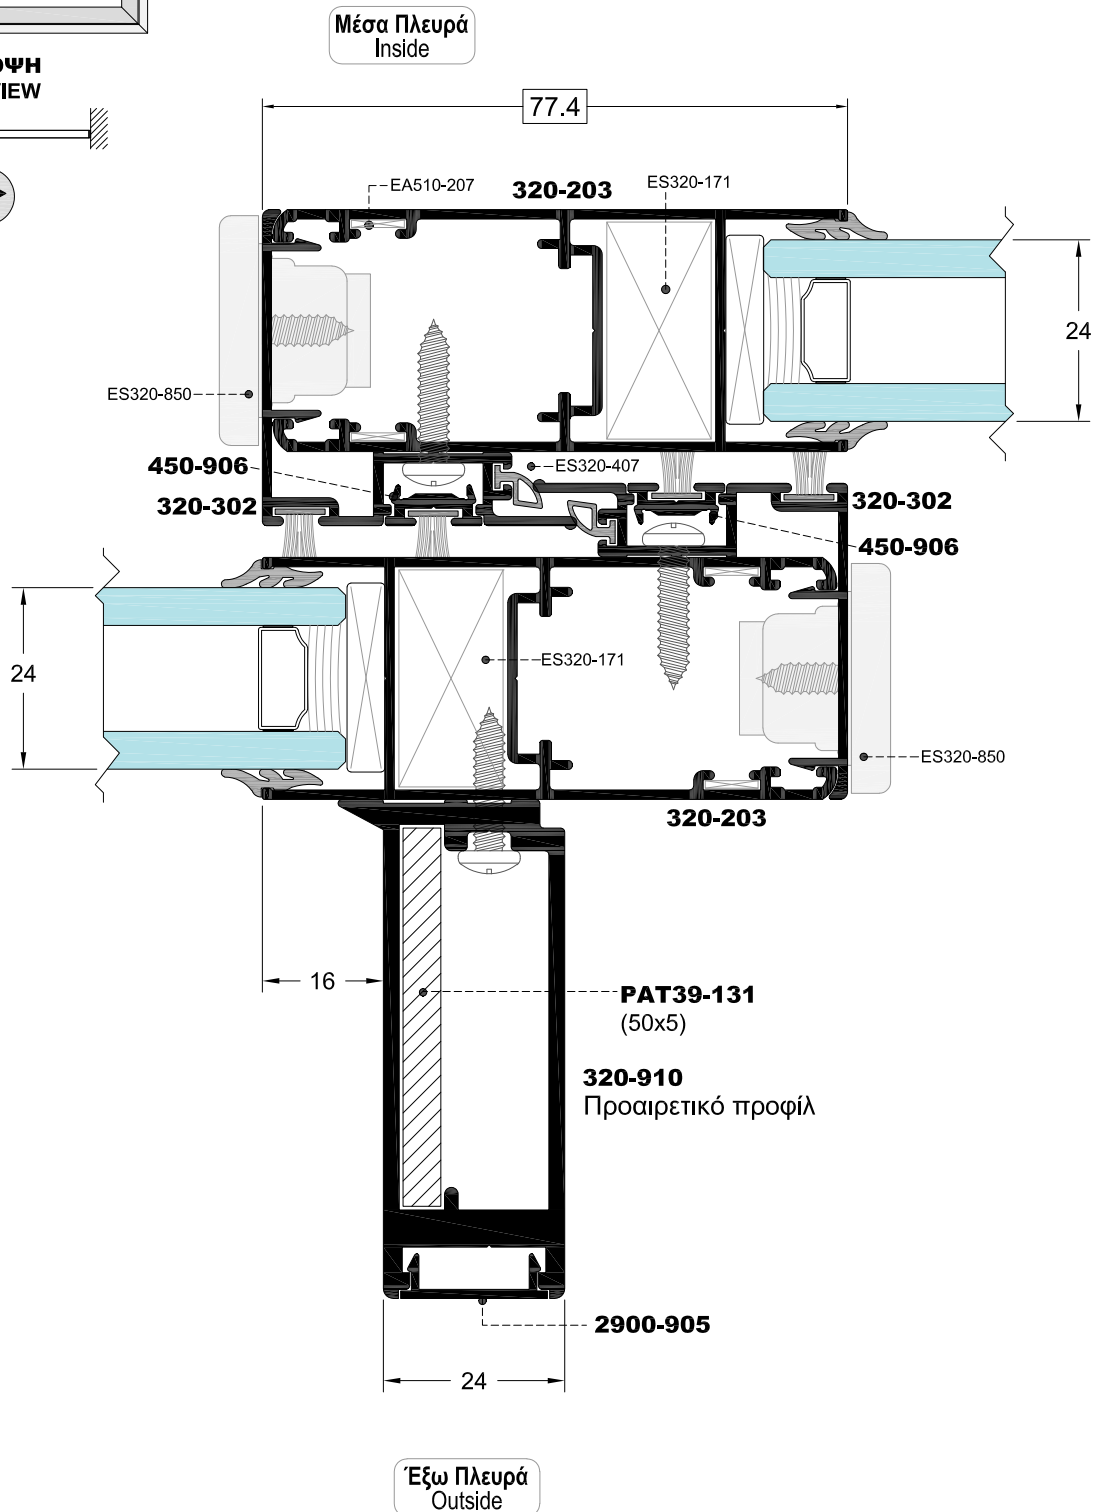 Μέσα Πλευρά
Inside
ΟΨΗ
VIEW
77.4
EA510-207
320-203
ES320-171
24
ES320-850
450-906
ES320-407
320-302
320-302
450-906
24
ES320-171
ES320-850
320-203
16
PAT39-131
(50x5)
320-910
Προαιρετικό προφίλ
2900-905
24
Έξω Πλευρά
Outside